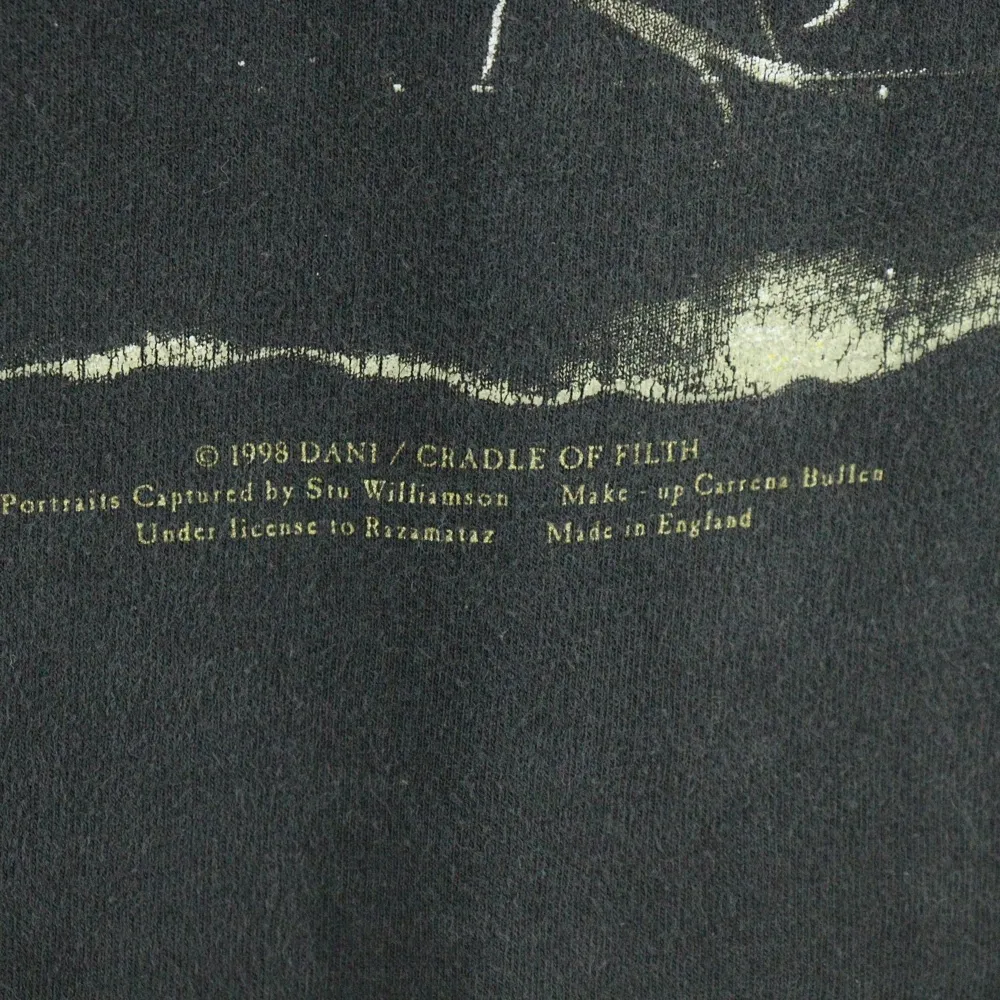 © 1998 DANI / CRADLE OF FILTH
Portraits Captured by Stu Williamson Make - up Carrena Bullen
Under license to Razamataz Made in England